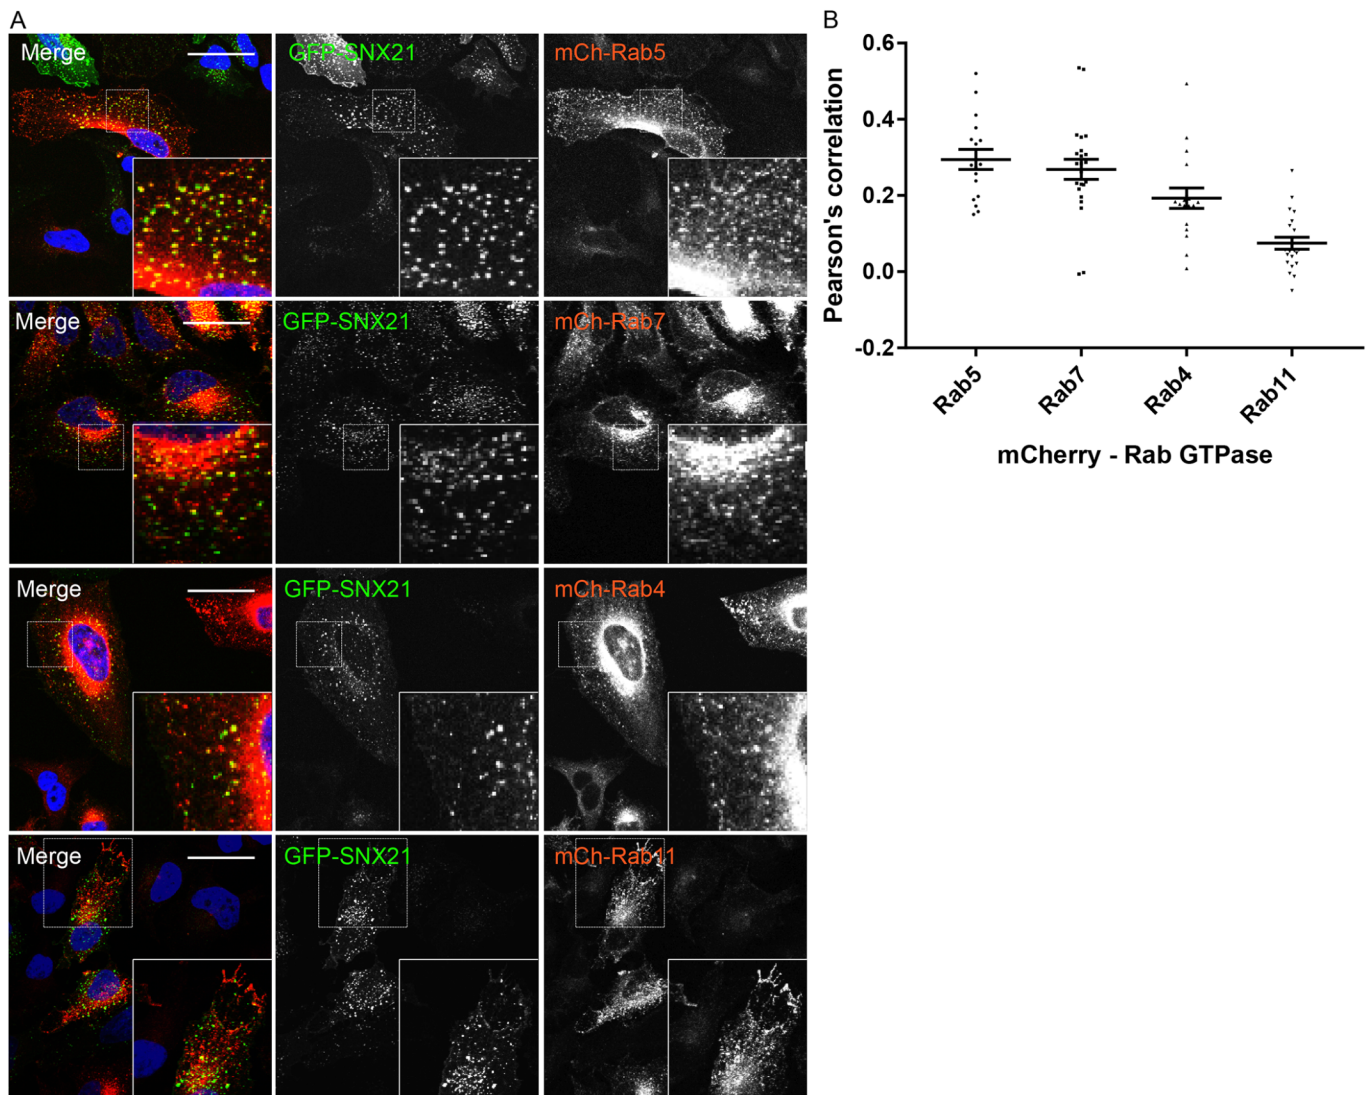 A
Merge
GFP-SNX21
mCh-Rab5
Merge
GFP-SNX21
mCh-Rab7
Merge
GFP-SNX21
mCh-Rab4
Merge
GFP-SNX21
mCh-Rab11
B
Pearson's correlation
0.6
0.4
0.2
0.0
-0.2
Rab5
Rab7
Rab4
Rab11
mCherry - Rab GTPase